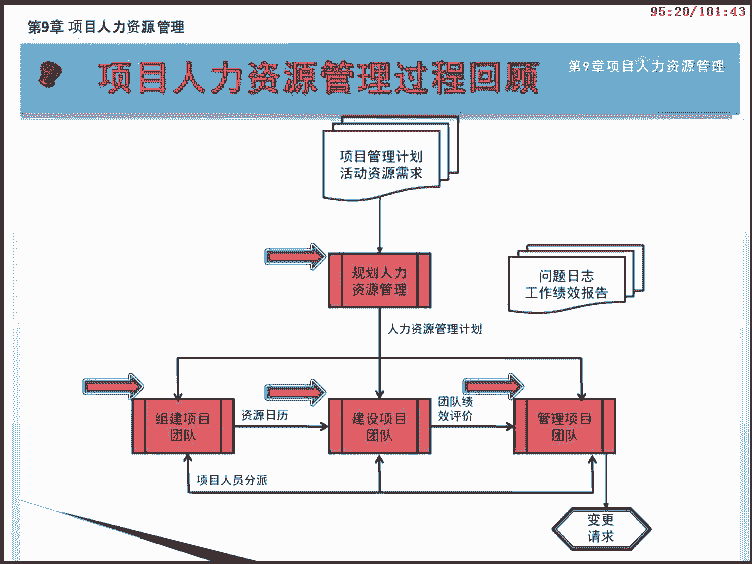 95:20/101:43
第9章 项目人力资源管理
项目人力资源管理过程回顾
第9章项目人力资源管理
项目管理计划
活动资源需求
规划人力
资源管理
问题日志
工作绩效报告
人力资源管理计划
组建项目
团队
资源日历
建设项目
团队
团队绩
效评价
管理项目
团队
项目人员分派
变更
请求